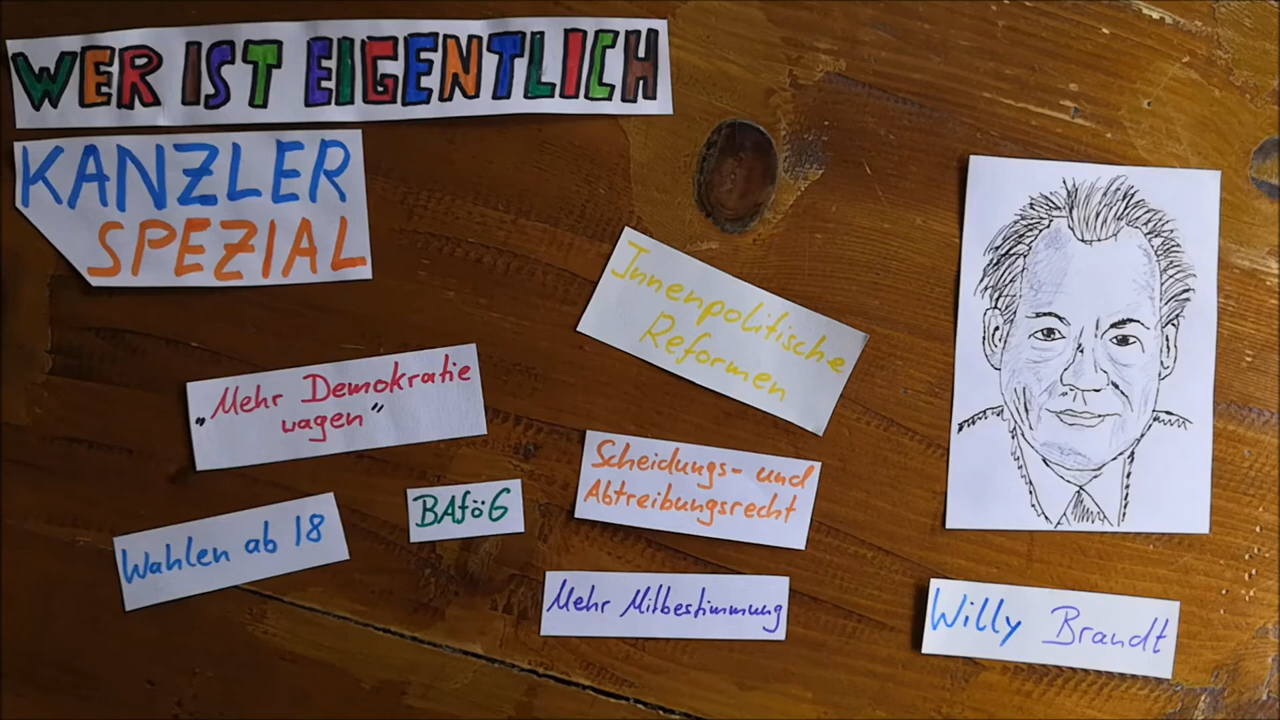 WER IST EIGENTLICH
KANZLER
SPEZIAL
Innenpolitische
Reformen
„Mehr Demokratie
wagen"
Scheidungs- und
Abtreibungsrecht
BAföG
Wahlen ab 18
Mehr Mitbestimmung
Willy Brandt